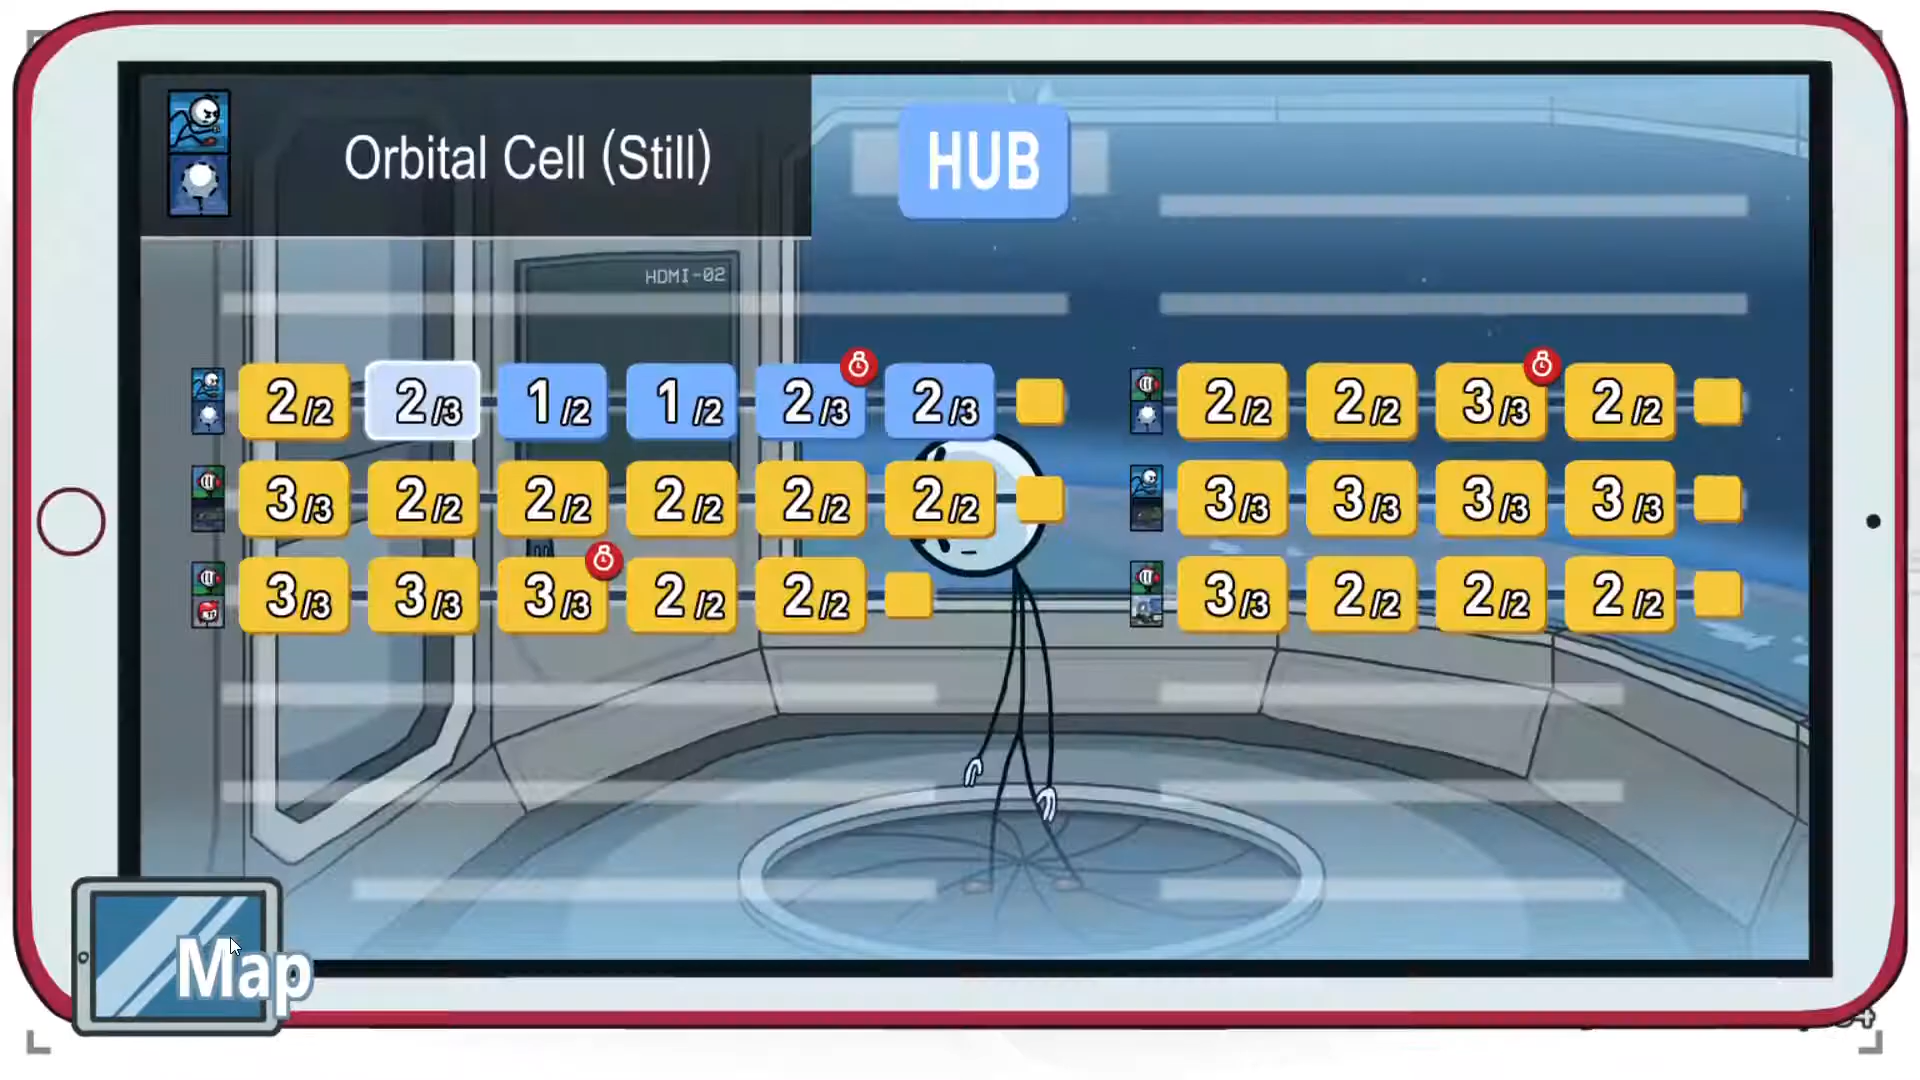 Orbital Cell (Still)
HUB
HDMI-02
2/2 2/3 1/2 1/2 2/3 2/3
2/2 2/2 3/3 2/2
3/3 2/2 2/2 2/2 2/2 2/2
3/3 3/3 3/3 3/3
3/3 3/3 3/3 2/2 2/2
3/3 2/2 2/2 2/2
Map